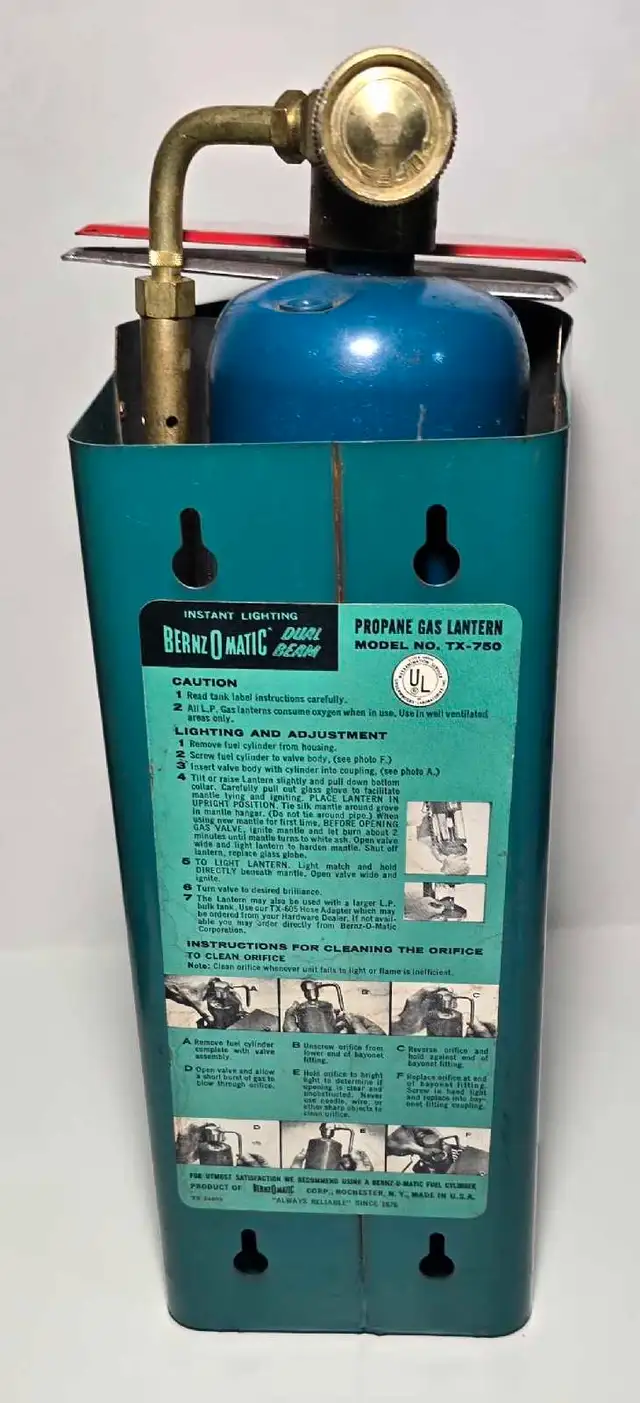 INSTANT LIGHTING
BERNZOMATIC DUAL BEAM
PROPANE GAS LANTERN
MODEL NO. TX-750
UL
CAUTION
1 Read tank label instructions carefully.
2 All L.P. Gas lanterns consume oxygen when in use. Use in well ventilated
areas only.
LIGHTING AND ADJUSTMENT
1 Remove fuel cylinder from housing.
2 Screw fuel cylinder to valve body, (see photo F.)
3 Insert valve body with cylinder into coupling, (see photo A.)
4 Tilt or raise Lantern slightly and pull down bottom
collar. Carefully pull out glass glove to facilitate
mantle tying and igniting. PLACE LANTERN IN
UPRIGHT POSITION. Tie silk mantle around groove
in mantle hangar. (Do not tie around pipe.) When
using new mantle for first time, BEFORE OPENING
GAS VALVE, ignite mantle and let burn about 2
minutes until mantle turns to white ash. Open valve
wide and light lantern to harden mantle. Shut off
lantern, replace glass globe.
5 TO LIGHT LANTERN. Light match and hold
DIRECTLY beneath mantle. Open valve wide and
ignite.
6 Turn valve to desired brilliance.
7 The Lantern may also be used with a larger L.P.
bulk tank. Use our TX-605 Hose Adapter which may
be ordered from your Hardware Dealer. If not avail-
able you may order directly from Bernz-O-Matic
Corporation.
INSTRUCTIONS FOR CLEANING THE ORIFICE
TO CLEAN ORIFICE
Note: Clean orifice whenever unit fails to light or flame is inefficient.
A
B
C
A Remove fuel cylinder
complete with valve
assembly.
B Unscrew orifice from
lower end of bayonet
fitting.
C Reverse orifice and
hold against end of
bayonet fitting.
D Open valve and allow
a short burst of gas to
blow through orifice.
E Hold orifice to bright
light to determine if
opening is clear and
unobstructed. Never
use needle, wire, or
other sharp objects to
clean orifice.
F Replace orifice at end
of bayonet fitting.
Screw in hand tight
and replace into bay-
onet fitting coupling.
D
E
F
FOR UTMOST SATISFACTION WE RECOMMEND USING A BERNZ-O-MATIC FUEL CYLINDER
PRODUCT OF BERNZOMATIC CORP., ROCHESTER, N.Y., MADE IN U.S.A.
"ALWAYS RELIABLE" SINCE 1876